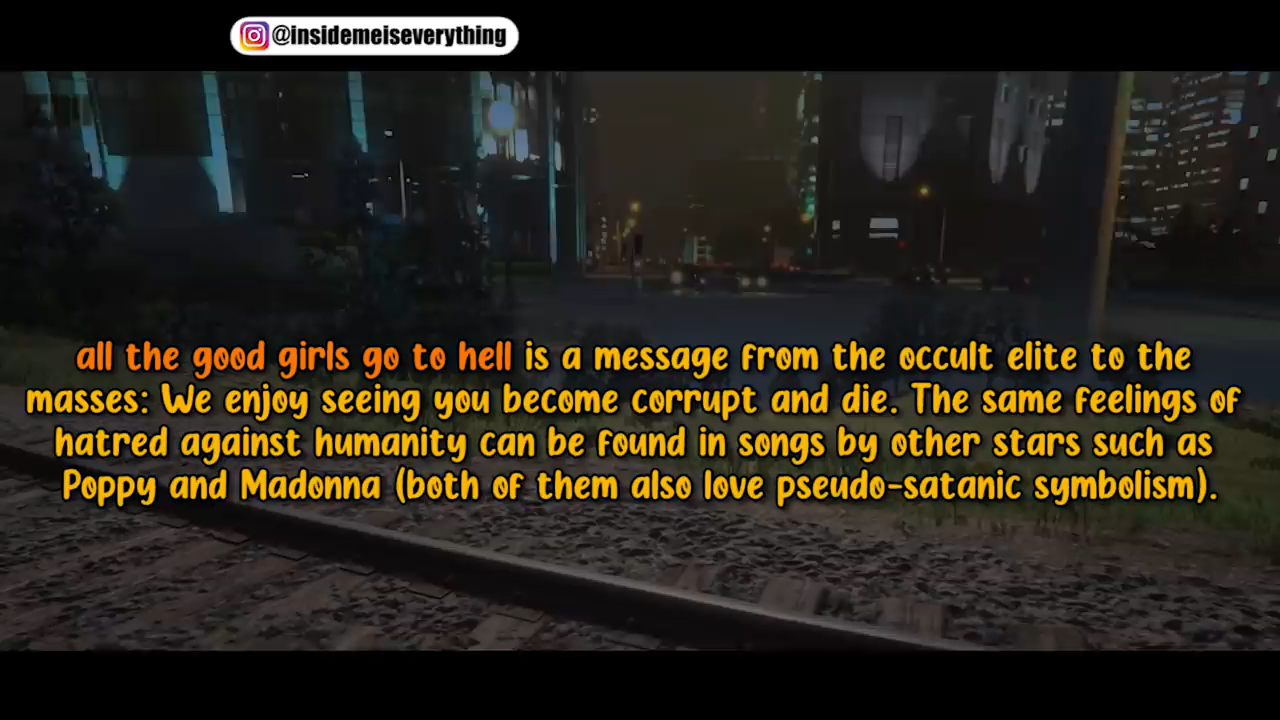 @insidemeiseverything
all the good girls go to hell is a message from the occult elite to the
masses: We enjoy seeing you become corrupt and die. The same feelings of
hatred against humanity can be found in songs by other stars such as
Poppy and Madonna (both of them also love pseudo-satanic symbolism).